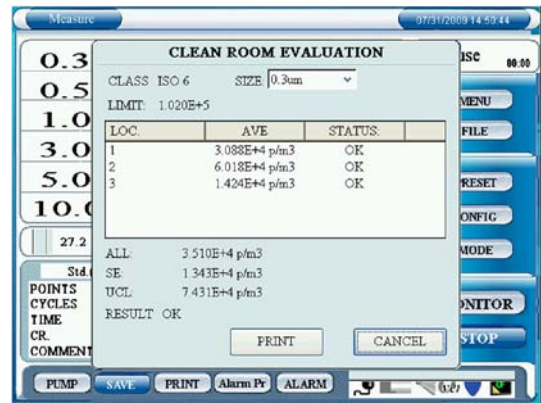 Measure
07/31/2009 14:50:44
0.3
0.5
1.0
3.0
5.0
10.0
27.2
Std.
POINTS
CYCLES
TIME
CR.
COMMENT
CLEAN ROOM EVALUATION
CLASS ISO 6 SIZE: 0.3um
LIMIT: 1.020E+5
LOC. AVE STATUS:
1 3.088E+4 p/m3 OK
2 6.018E+4 p/m3 OK
3 1.424E+4 p/m3 OK
ALL: 3.510E+4 p/m3
SE: 1.343E+4 p/m3
UCL: 7.431E+4 p/m3
RESULT OK
PRINT CANCEL
00:00
MENU
FILE
PRESET
CONFIG
MODE
MONITOR
STOP
PUMP SAVE PRINT Alarm Pr ALARM